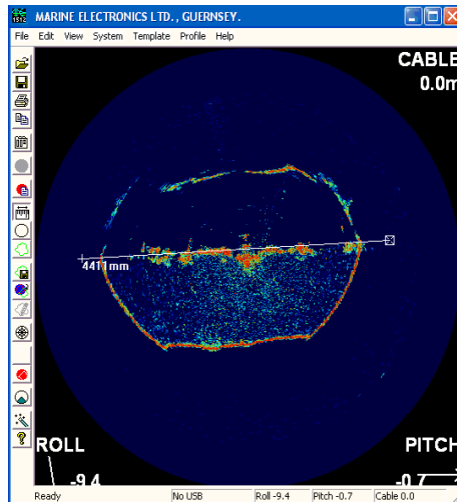 1512
MARINE ELECTRONICS LTD. , GUERNSEY.
File Edit View System Template Profile Help
CABLE
0.0m
4411mm
ROLL
-9.4
PITCH
-0.7
Ready No USB Roll -9.4 Pitch -0.7 Cable 0.0